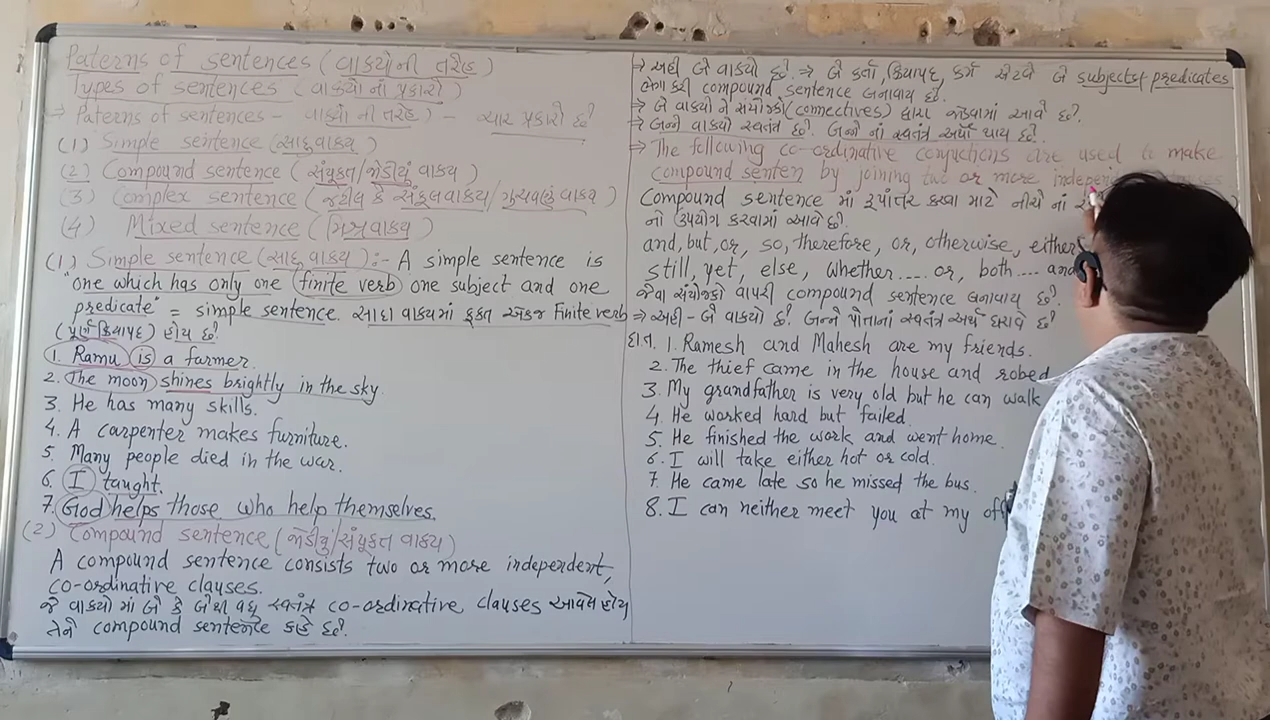 Paterns of sentences (વાક્યોની તરેહ)
Types of sentences (વાક્યોના પ્રકારો)
⇒ Paterns of sentences - વાક્યોની તરેહ) - ચાર પ્રકારો છે?
(1) Simple sentence (સાદુ વાક્ય)
(2) Compound sentence (સંયુક્ત/જોડીયું વાક્ય)
(3) Complex sentence (જટીલ કે સંકુલવાક્ય/ગુચવણું વાક્ય)
(4) Mixed sentence (મિશ્રવાક્ય)
(1) Simple sentence (સાદુ વાક્ય) :- A simple sentence is
"one which has only one (finite verb) one subject and one
predicate" = simple sentence. સાદા વાક્યમાં ફક્ત એકજ Finite verb
(પૂર્ણ ક્રિયાપદ) હોય છે?
1. Ramu is a farmer.
2. The moon shines brightly in the sky.
3. He has many skills.
4. A carpenter makes furniture.
5. Many people died in the war.
6. I taught.
7. God helps those who help themselves.
(2) Compound sentence (જોડીયું/સંયુક્ત વાક્ય)
A compound sentence consists two or more independent,
co-ordinative clauses.
જે વાક્યો માં બે કે બેથી વધુ સ્વતંત્ર co-ordinative clauses આવેલ હોય
તેને compound sentence કહે છે?
⇒ અહીં બે વાક્યો છે. ⇒ બે કર્તા, ક્રિયાપદ, કર્મ એટલે બે subjects/predicates
ભેગા કરી compound sentence બનાવાય છે.
⇒ બે વાક્યો ને સંયોજકો (connectives) દ્વારા જોડવામાં આવે છે?
⇒ બન્ને વાક્યો સ્વતંત્ર છે. બન્ને નાં સ્વતંત્ર અર્થ થાય છે?
⇒ The following co-ordinative conjuctions are used to make
compound senten by joining two or more indepen
Compound sentence માં રૂપાંતર કરવા માટે નીચે નાં
નો ઉપયોગ કરવામાં આવે છે?
and, but, or, so, therefore, or, otherwise, either
still, yet, else, whether .... or, both .... and
જેવા સંયોજકો વાપરી compound sentence બનાવાય છે?
⇒ અહીં - બે વાક્યો છે. બન્ને પોતાનાં સ્વતંત્ર અર્થ ધરાવે છે?
દા.ત. 1. Ramesh and Mahesh are my friends.
2. The thief came in the house and robed
3. My grandfather is very old but he can walk
4. He worked hard but failed.
5. He finished the work and went home.
6. I will take either hot or cold.
7. He came late so he missed the bus.
8. I can neither meet you at my of